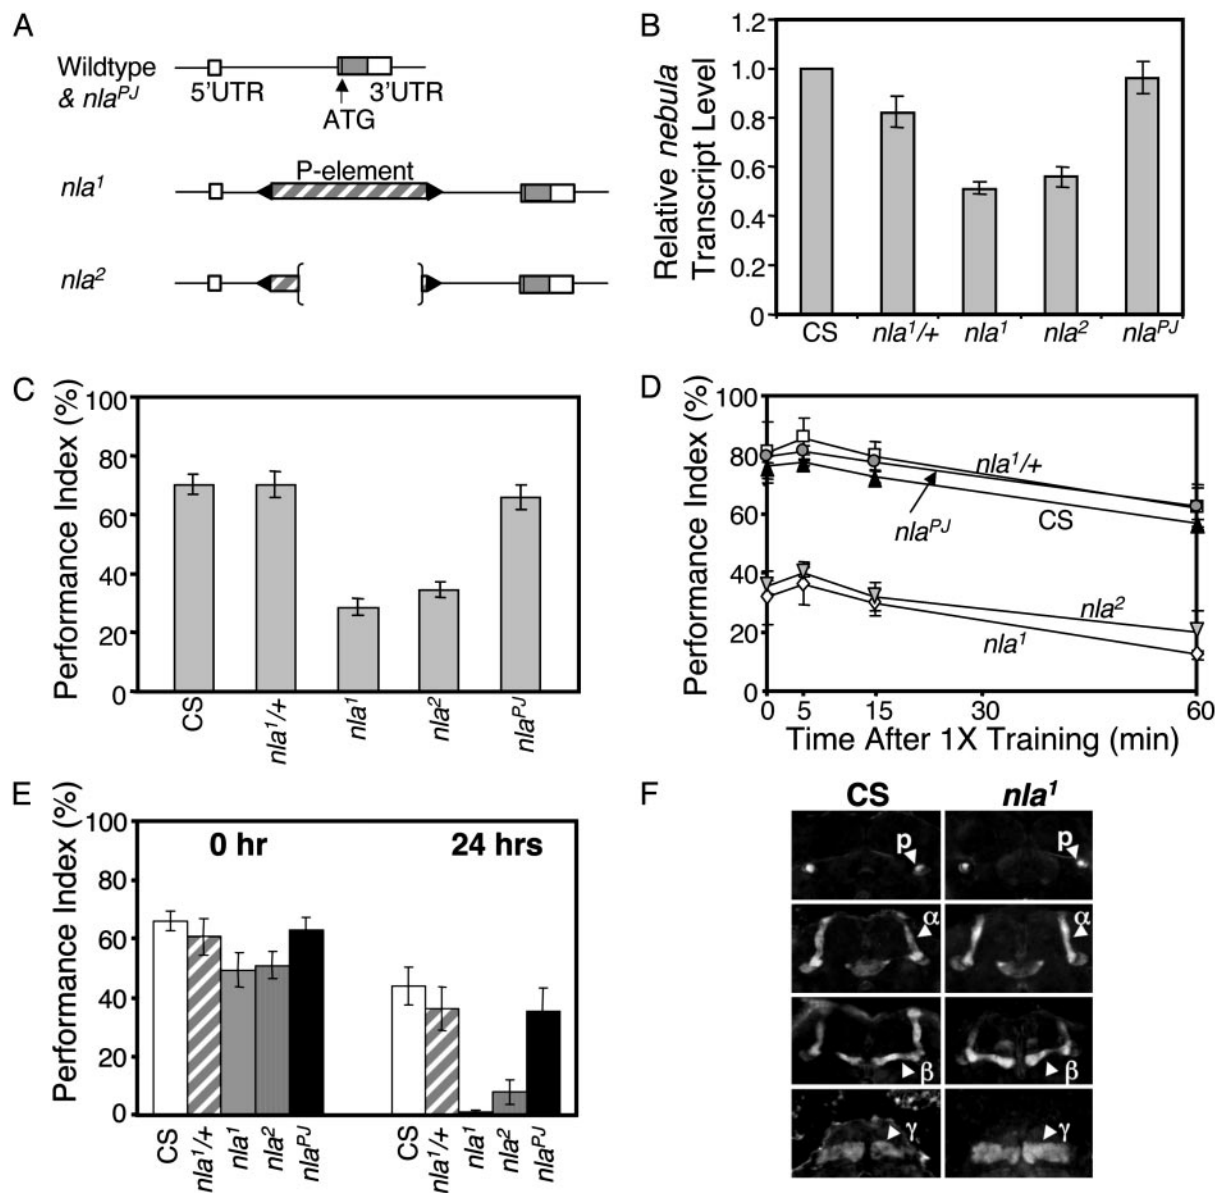 A
Wildtype
& nlaPJ
5'UTR
3'UTR
ATG
P-element
nla1
nla2
B
Relative nebula
Transcript Level
1.2
1.0
0.8
0.6
0.4
0.2
0
CS
nla1/+
nla1
nla2
nlaPJ
C
Performance Index (%)
100
80
60
40
20
0
CS
nla1/+
nla1
nla2
nlaPJ
D
Performance Index (%)
100
80
60
40
20
0
nla1/+
nlaPJ
CS
nla2
nla1
0
5
15
30
60
Time After 1X Training (min)
E
Performance Index (%)
100
80
60
40
20
0
0 hr
24 hrs
CS
nla1/+
nla1
nla2
nlaPJ
CS
nla1/+
nla1
nla2
nlaPJ
F
CS
nla1
p
p
α
α
β
β
γ
γ